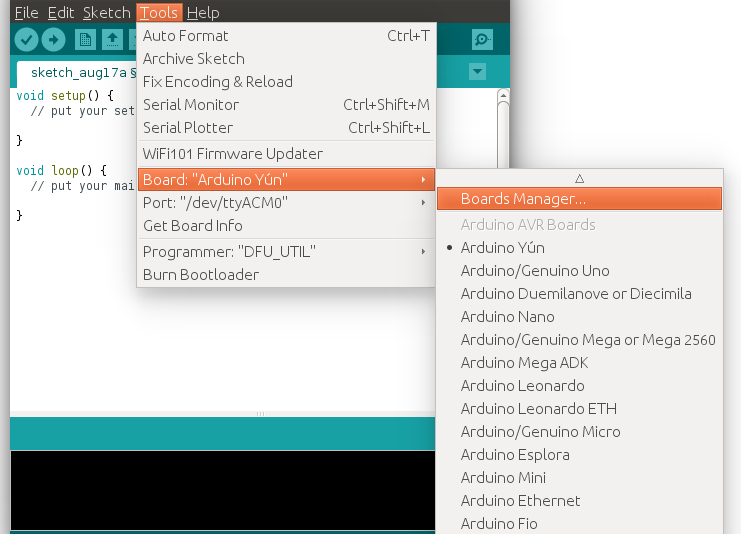 File Edit Sketch Tools Help
sketch_aug17a §
void setup() {
// put your set
}
void loop() {
// put your mai
}
Auto Format Ctrl+T
Archive Sketch
Fix Encoding & Reload
Serial Monitor Ctrl+Shift+M
Serial Plotter Ctrl+Shift+L
WiFi101 Firmware Updater
Board: "Arduino Yún"
Port: "/dev/ttyACM0"
Get Board Info
Programmer: "DFU_UTIL"
Burn Bootloader
Boards Manager...
Arduino AVR Boards
Arduino Yún
Arduino/Genuino Uno
Arduino Duemilanove or Diecimila
Arduino Nano
Arduino/Genuino Mega or Mega 2560
Arduino Mega ADK
Arduino Leonardo
Arduino Leonardo ETH
Arduino/Genuino Micro
Arduino Esplora
Arduino Mini
Arduino Ethernet
Arduino Fio